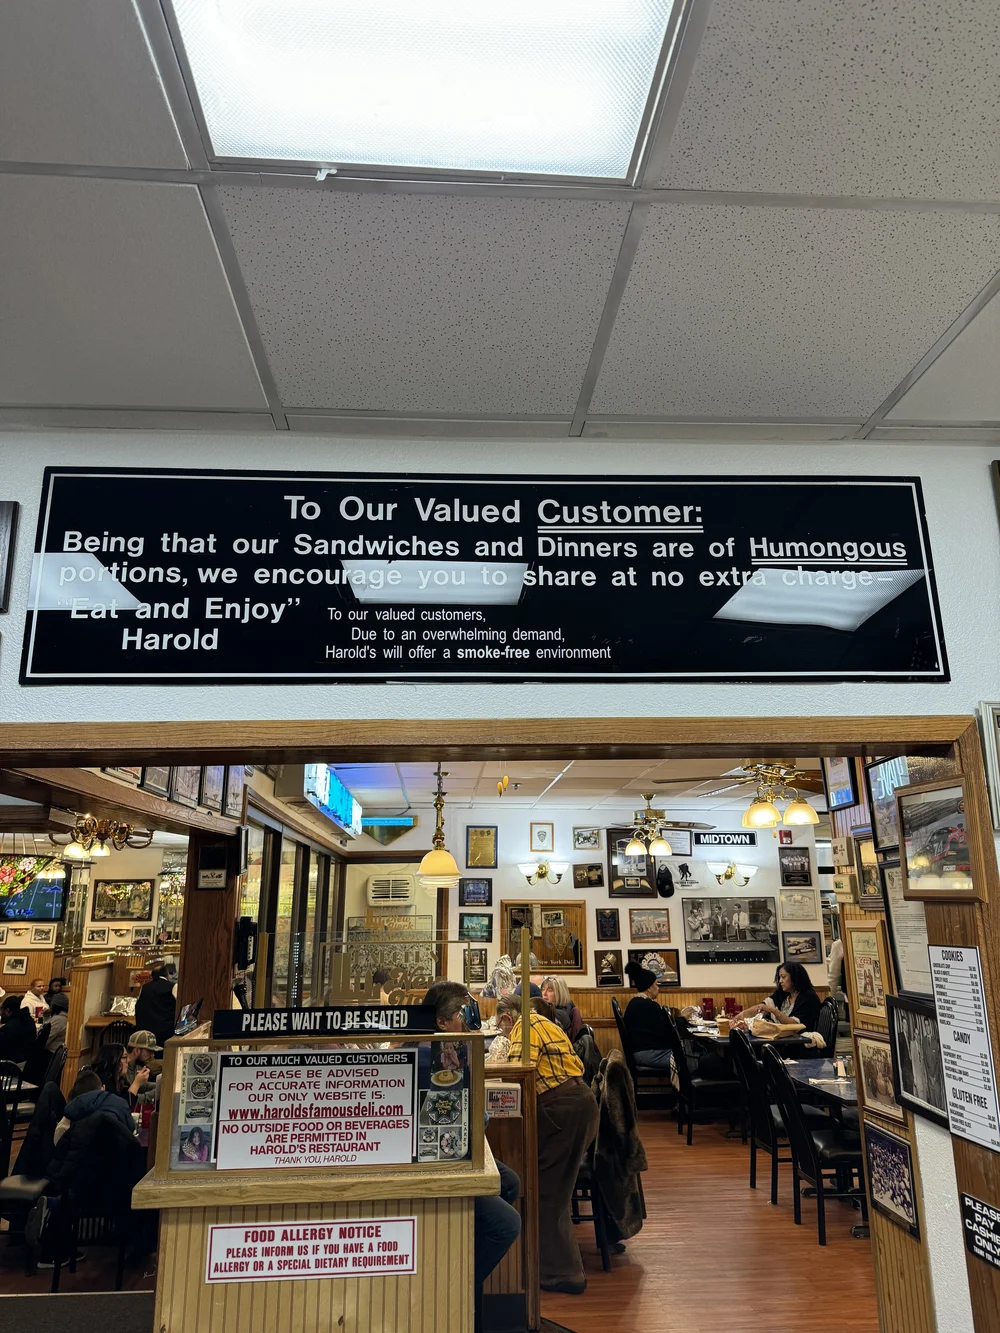 To Our Valued Customer:
Being that our Sandwiches and Dinners are of Humongous
portions, we encourage you to share at no extra charge—
"Eat and Enjoy”
Harold
To our valued customers,
Due to an overwhelming demand,
Harold's will offer a smoke-free environment
MIDTOWN
New York Deli
PLEASE WAIT TO BE SEATED
TO OUR MUCH VALUED CUSTOMERS
PLEASE BE ADVISED
FOR ACCURATE INFORMATION
OUR ONLY WEBSITE IS:
www.haroldsfamousdeli.com
NO OUTSIDE FOOD OR BEVERAGES
ARE PERMITTED IN
HAROLD'S RESTAURANT
THANK YOU, HAROLD
FOOD ALLERGY NOTICE
PLEASE INFORM US IF YOU HAVE A FOOD
ALLERGY OR A SPECIAL DIETARY REQUIREMENT
COOKIES
CANDY
GLUTEN FREE
PLEASE
PAY
CASHIER
ONLY